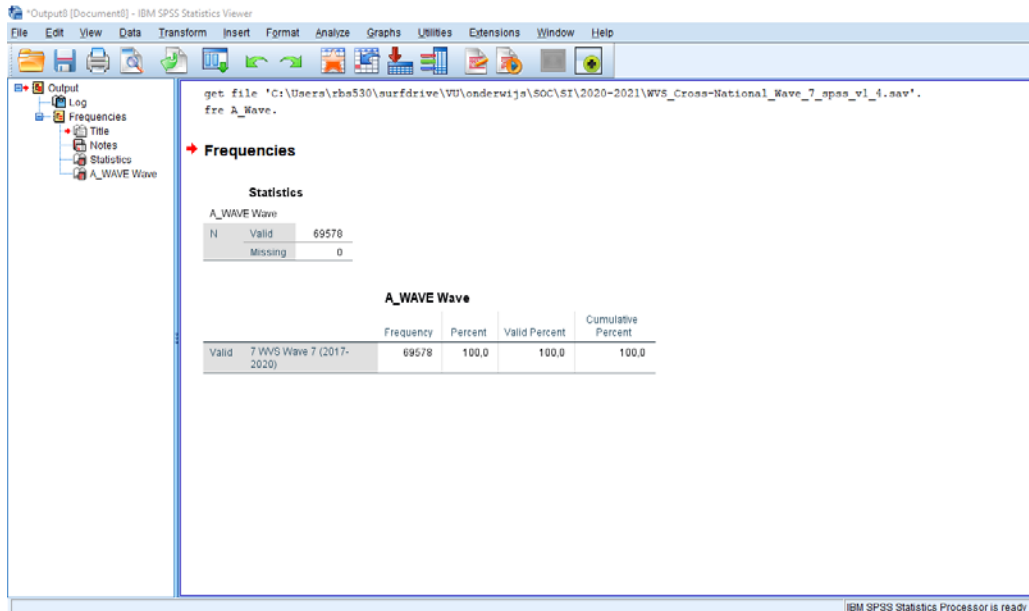 *Output8 [Document8] - IBM SPSS Statistics Viewer
File Edit View Data Transform Insert Format Analyze Graphs Utilities Extensions Window Help
Output
Log
Frequencies
Title
Notes
Statistics
A_WAVE Wave
get file 'C:\Users\rbs530\surfdrive\VU\onderwijs\SOC\SI\2020-2021\WVS_Cross-National_Wave_7_spss_v1_4.sav'.
fre A_Wave.
Frequencies
Statistics
A_WAVE Wave
N Valid 69578
Missing 0
A_WAVE Wave
Frequency Percent Valid Percent Cumulative Percent
Valid 7 WVS Wave 7 (2017-2020) 69578 100,0 100,0 100,0
IBM SPSS Statistics Processor is ready